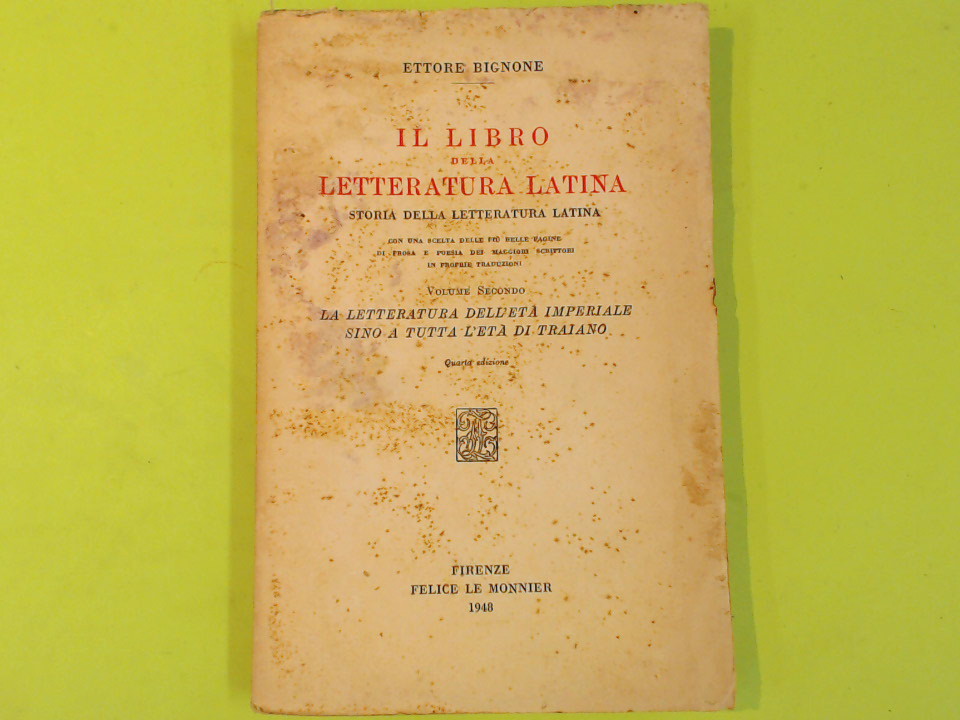 ETTORE BIGNONE
IL LIBRO
DELLA
LETTERATURA LATINA
STORIA DELLA LETTERATURA LATINA
CON UNA SCELTA DELLE PIÙ BELLE PAGINE
DI PROSA E POESIA DEI MAGGIORI SCRITTORI
IN PROPRIE TRADUZIONI
VOLUME SECONDO
LA LETTERATURA DELL'ETÀ IMPERIALE
SINO A TUTTA L'ETÀ DI TRAIANO
Quarta edizione
FIRENZE
FELICE LE MONNIER
1948